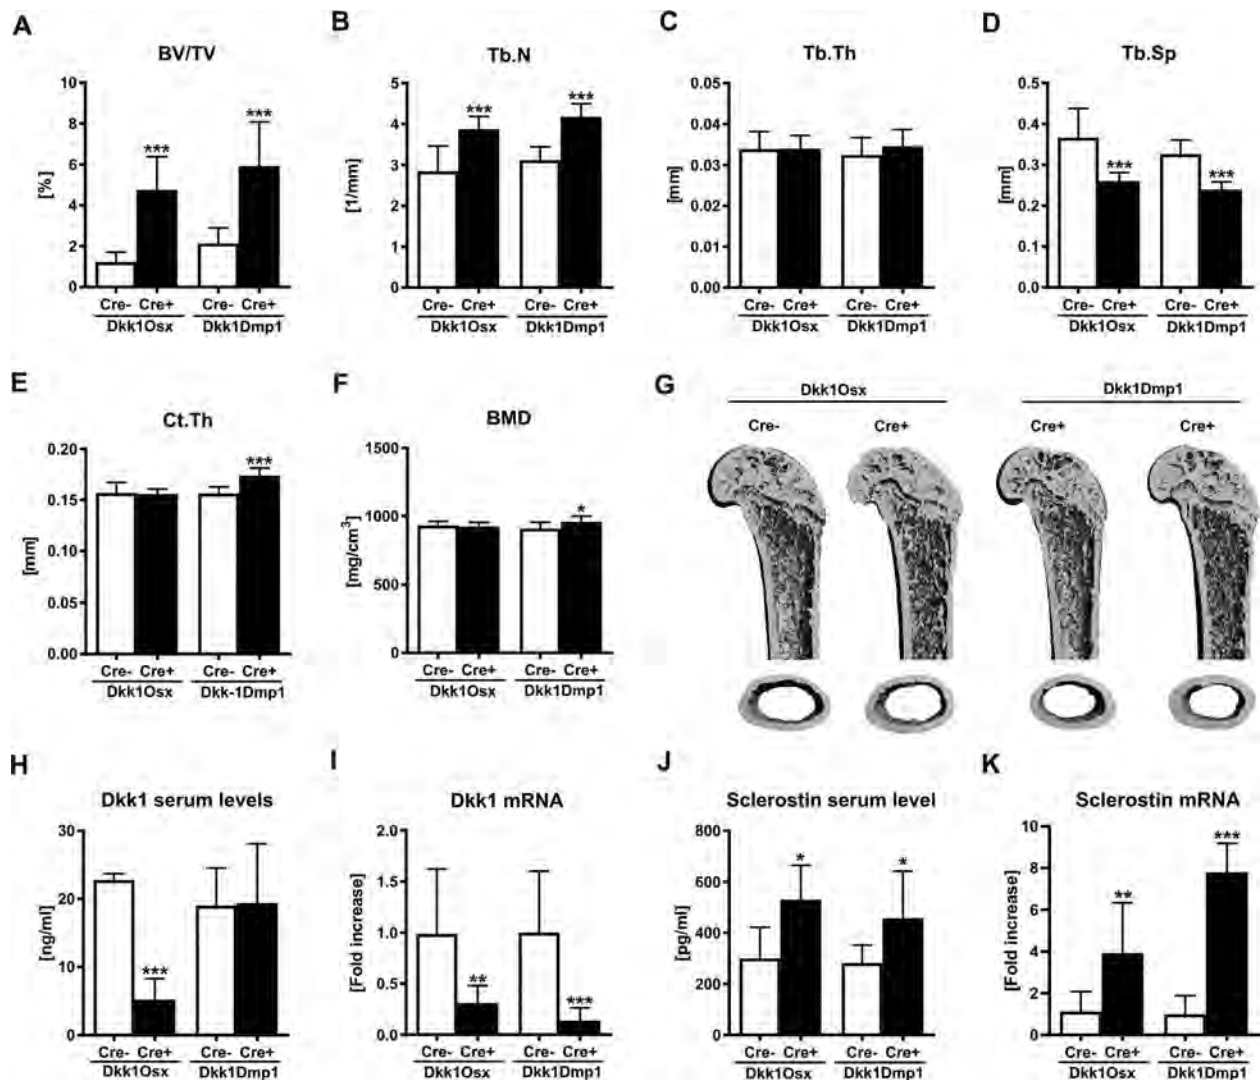 A
BV/TV
[%]
10
8
6
4
2
0
***
***
Cre- Cre+ Cre- Cre+
Dkk1Osx Dkk1Dmp1
B
Tb.N
[1/mm]
5
4
3
2
1
0
***
***
Cre- Cre+ Cre- Cre+
Dkk1Osx Dkk1Dmp1
C
Tb.Th
[mm]
0.05
0.04
0.03
0.02
0.01
0.00
Cre- Cre+ Cre- Cre+
Dkk1Osx Dkk1Dmp1
D
Tb.Sp
[mm]
0.5
0.4
0.3
0.2
0.1
0.0
***
***
Cre- Cre+ Cre- Cre+
Dkk1Osx Dkk1Dmp1
E
Ct.Th
[mm]
0.20
0.15
0.10
0.05
0.00
***
Cre- Cre+ Cre- Cre+
Dkk1Osx Dkk-1Dmp1
F
BMD
[mg/cm3]
1500
1000
500
0
*
Cre- Cre+ Cre- Cre+
Dkk1Osx Dkk1Dmp1
G
Dkk1Osx Dkk1Dmp1
Cre- Cre+ Cre+ Cre+
H
Dkk1 serum levels
[ng/ml]
30
20
10
0
***
Cre- Cre+ Cre- Cre+
Dkk1Osx Dkk1Dmp1
I
Dkk1 mRNA
[Fold increase]
2.0
1.5
1.0
0.5
0.0
**
***
Cre- Cre+ Cre- Cre+
Dkk1Osx Dkk1Dmp1
J
Sclerostin serum level
[pg/ml]
800
600
400
200
0
*
*
Cre- Cre+ Cre- Cre+
Dkk1Osx Dkk1Dmp1
K
Sclerostin mRNA
[Fold increase]
10
8
6
4
2
0
**
***
Cre- Cre+ Cre- Cre+
Dkk1Osx Dkk1Dmp1